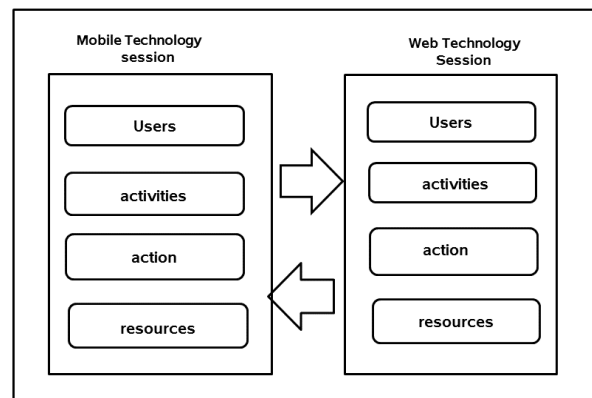 Mobile Technology
session
Users
activities
action
resources
Web Technology
Session
Users
activities
action
resources